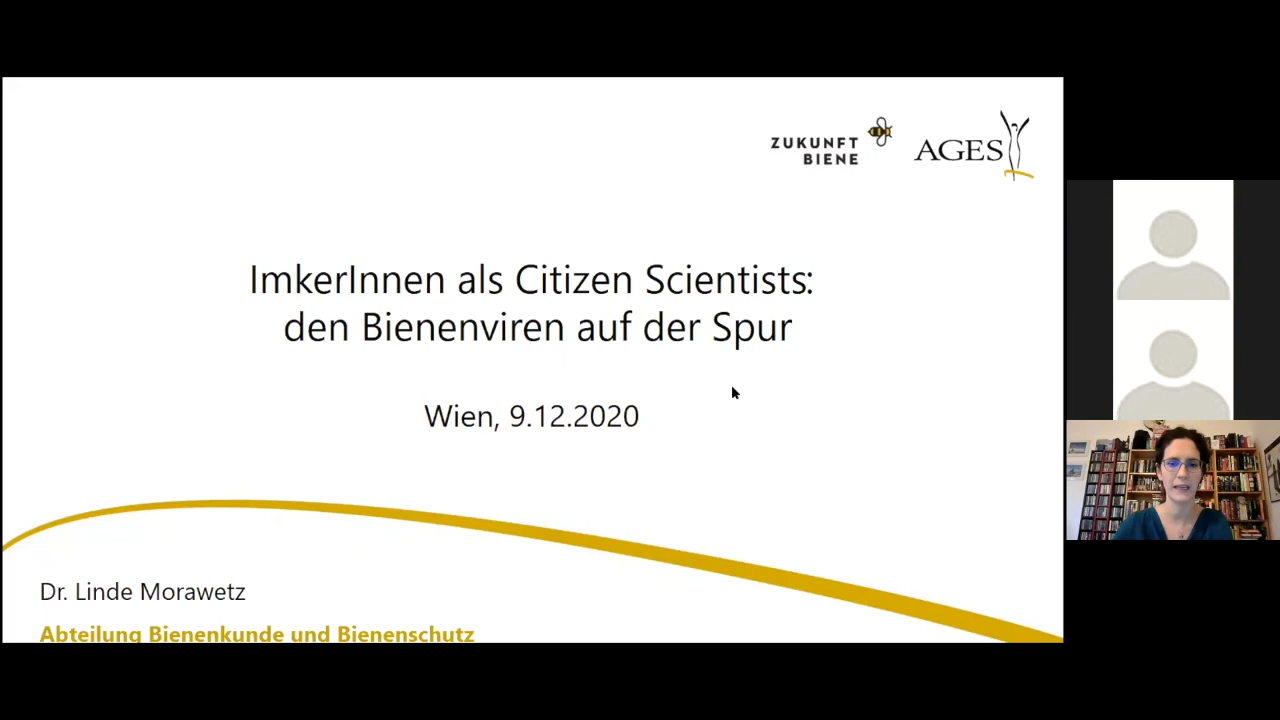 ZUKUNFT
BIENE
AGES
ImkerInnen als Citizen Scientists:
den Bienenviren auf der Spur
Wien, 9.12.2020
Dr. Linde Morawetz
Abteilung Bienenkunde und Bienenschutz